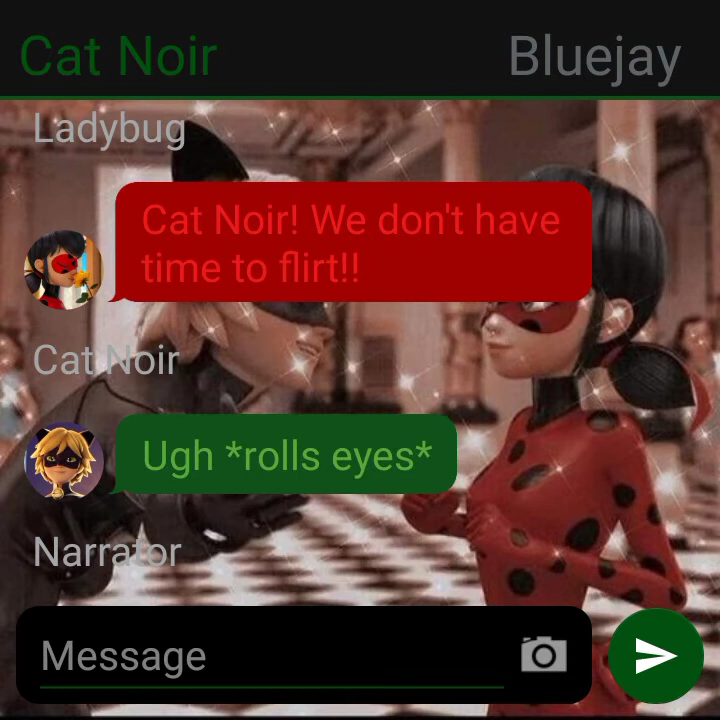 Cat Noir Bluejay
Ladybug
Cat Noir! We don't have
time to flirt!!
Cat Noir
Ugh *rolls eyes*
Narrator
Message